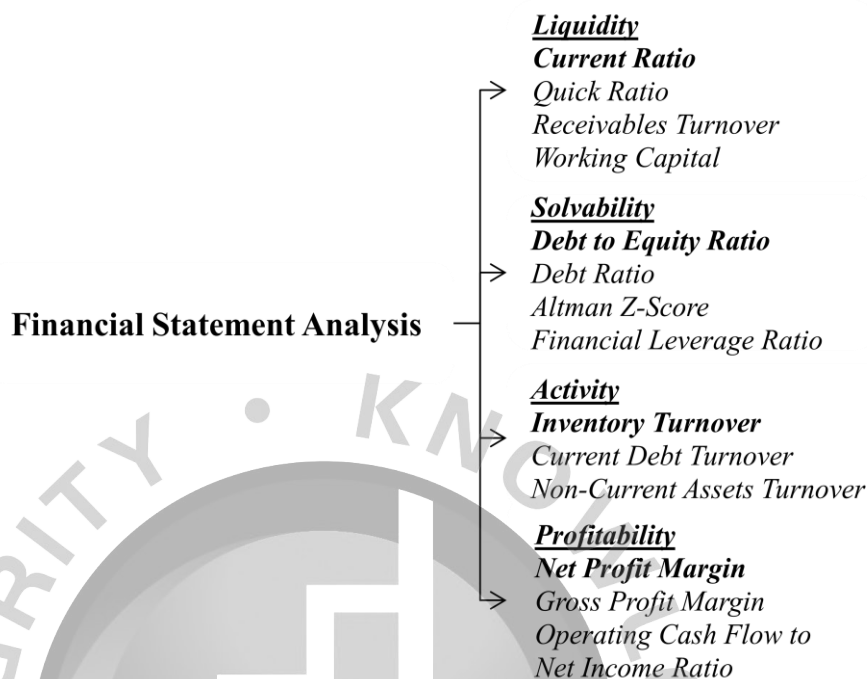 Liquidity
Current Ratio
Quick Ratio
Receivables Turnover
Working Capital
Solvability
Debt to Equity Ratio
Debt Ratio
Altman Z-Score
Financial Leverage Ratio
Financial Statement Analysis
Activity
Inventory Turnover
Current Debt Turnover
Non-Current Assets Turnover
Profitability
Net Profit Margin
Gross Profit Margin
Operating Cash Flow to
Net Income Ratio